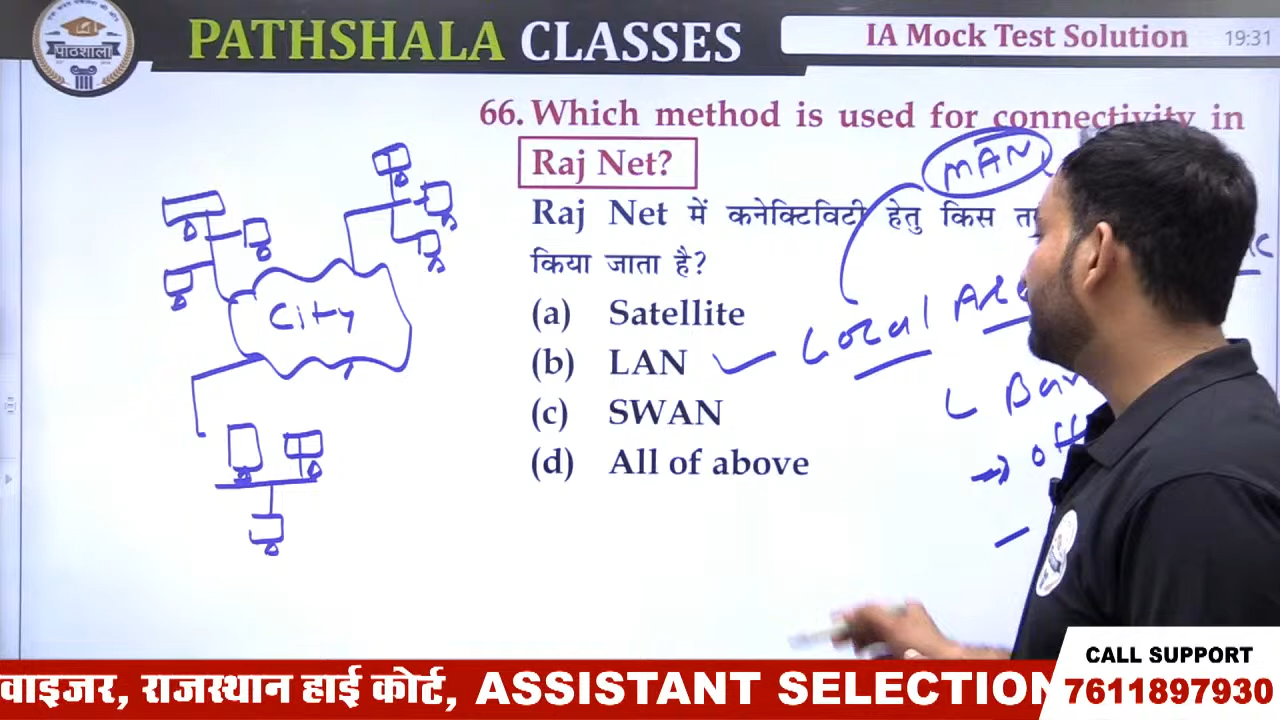 पाठशाला
PATHSHALA CLASSES
IA Mock Test Solution
19:31
66. Which method is used for connectivity in
Raj Net?
MAN
Raj Net में कनेक्टिविटी हेतु किस
किया जाता है?
(a) Satellite
Local
(b) LAN
(c) SWAN
(d) All of above
City
वाइजर, राजस्थान हाई कोर्ट, ASSISTANT SELECTION
CALL SUPPORT
7611897930